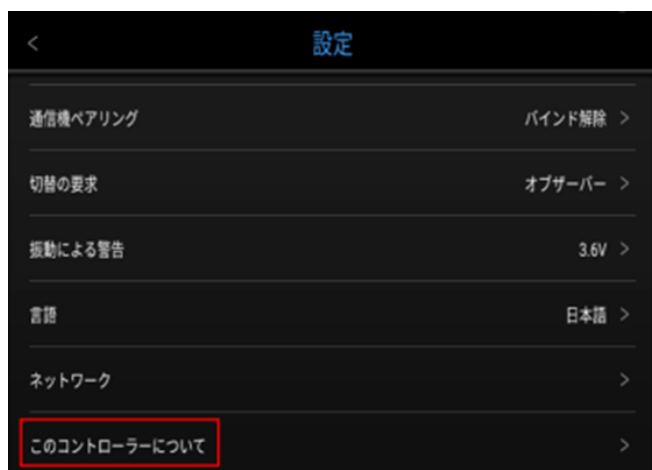 設定
通信機ペアリング バインド解除 >
切替の要求 オブザーバー >
振動による警告 3.6V >
言語 日本語 >
ネットワーク >
このコントローラーについて >